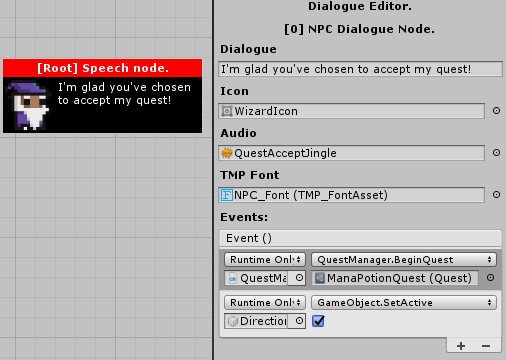 [Root] Speech node.
I'm glad you've chosen
to accept my quest!
Dialogue Editor.
[0] NPC Dialogue Node.
Dialogue
I'm glad you've chosen to accept my quest!
Icon
WizardIcon
Audio
QuestAcceptJingle
TMP Font
NPC_Font (TMP_FontAsset)
Events:
Event ()
Runtime Onl QuestManager.BeginQuest
QuestMa ManaPotionQuest (Quest)
Runtime Onl GameObject.SetActive
Direction
+ -